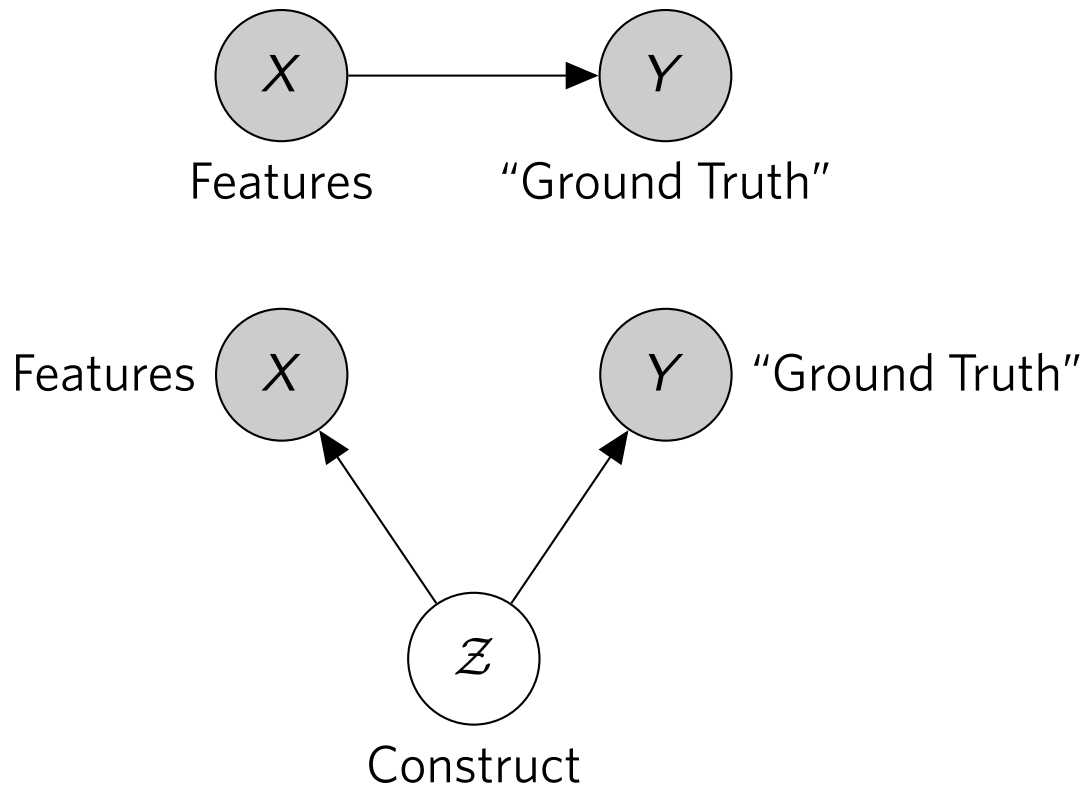 X Y
Features “Ground Truth”
Features X Y “Ground Truth”
𝒵
Construct